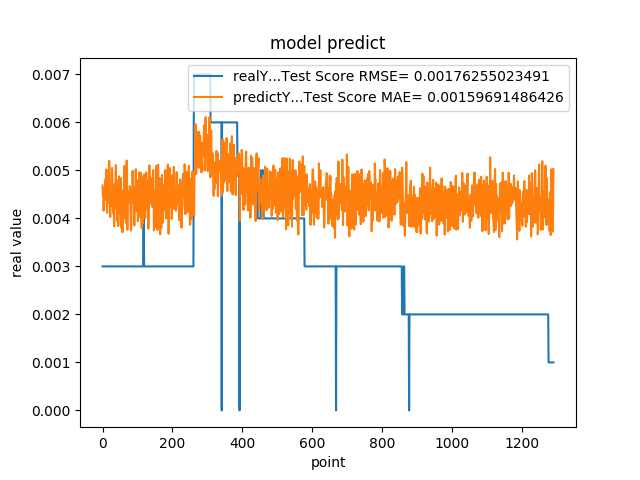 model predict
realY...Test Score RMSE= 0.00176255023491
predictY...Test Score MAE= 0.00159691486426
0.007
0.006
0.005
0.004
0.003
0.002
0.001
0.000
real value
0 200 400 600 800 1000 1200
point